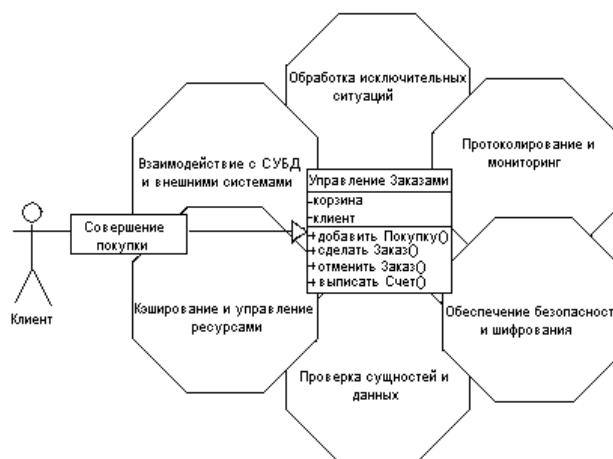 Обработка исключительных
ситуаций
Протоколирование и
мониторинг
Взаимодействие с СУБД
и внешними системами
Управление Заказами
-корзина
-клиент
+добавить Покупку()
+сделать Заказ()
+отменить Заказ()
+выписать Счет()
Совершение
покупки
Клиент
Кэширование и управление
ресурсами
Обеспечение безопасност
и шифрования
Проверка сущностей и
данных